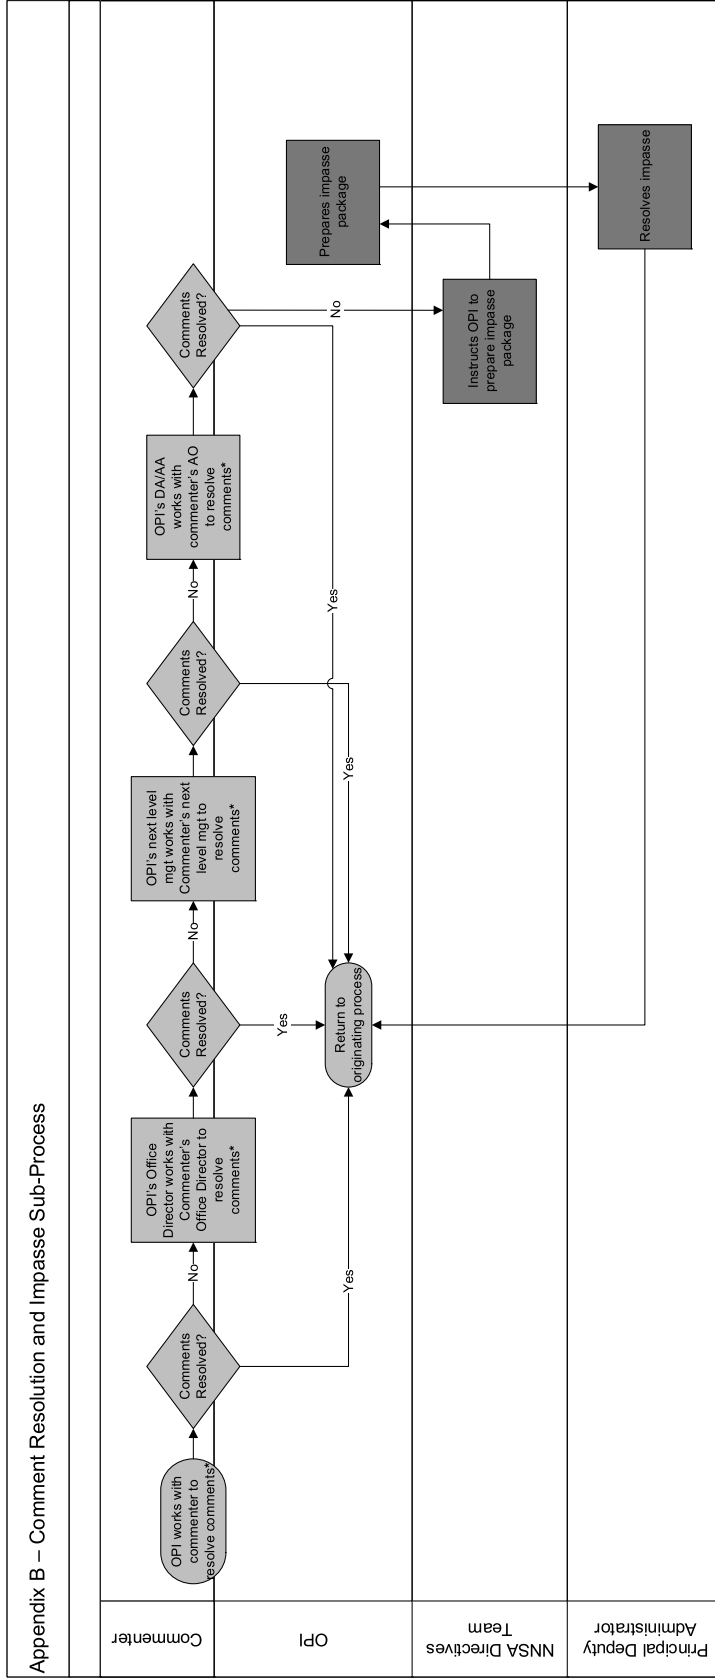 Appendix B – Comment Resolution and Impasse Sub-Process
Commenter
OPI works with
commenter to
resolve comments*
Comments
Resolved?
No
OPI's Office
Director works with
Commenter's
Office Director to
resolve
comments*
Comments
Resolved?
No
OPI's next level
mgt works with
Commenter's next
level mgt to
resolve
comments*
Comments
Resolved?
No
OPI's DA/AA
works with
commenter's AO
to resolve
comments*
Comments
Resolved?
OPI
Yes
Yes
Return to
originating process
Yes
Yes
No
Prepares impasse
package
NNSA Directives
Team
Instructs OPI to
prepare impasse
package
Principal Deputy
Administrator
Resolves impasse